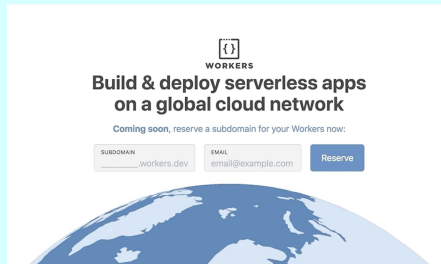 {}
WORKERS
Build & deploy serverless apps
on a global cloud network
Coming soon, reserve a subdomain for your Workers now:
SUBDOMAIN
________.workers.dev
EMAIL
email@example.com
Reserve